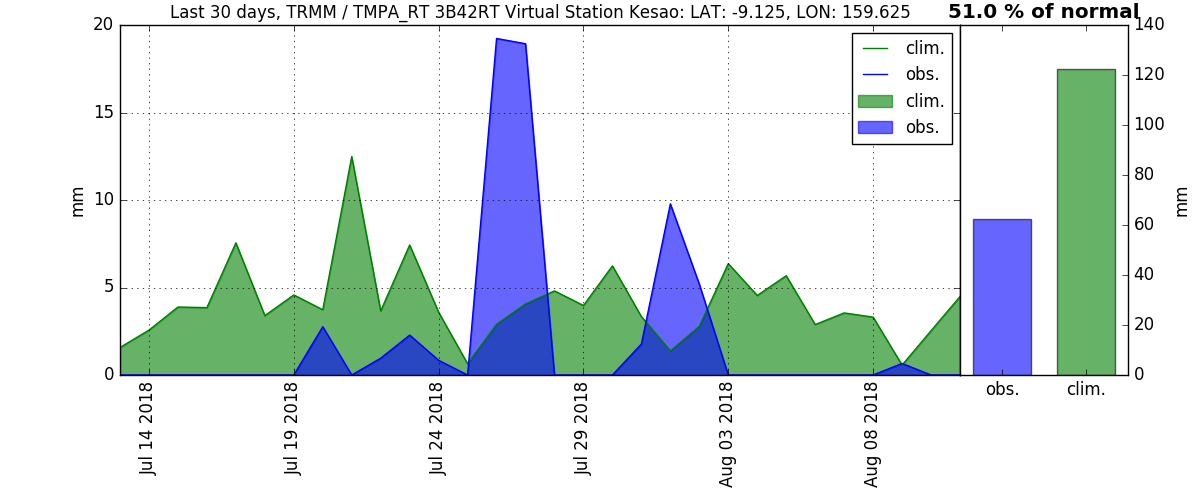 Last 30 days, TRMM / TMPA_RT 3B42RT Virtual Station Kesao: LAT: -9.125, LON: 159.625
51.0 % of normal
20
15
10
5
0
mm
clim.
obs.
clim.
obs.
Jul 14 2018
Jul 19 2018
Jul 24 2018
Jul 29 2018
Aug 03 2018
Aug 08 2018
140
120
100
80
60
40
20
0
mm
obs.
clim.